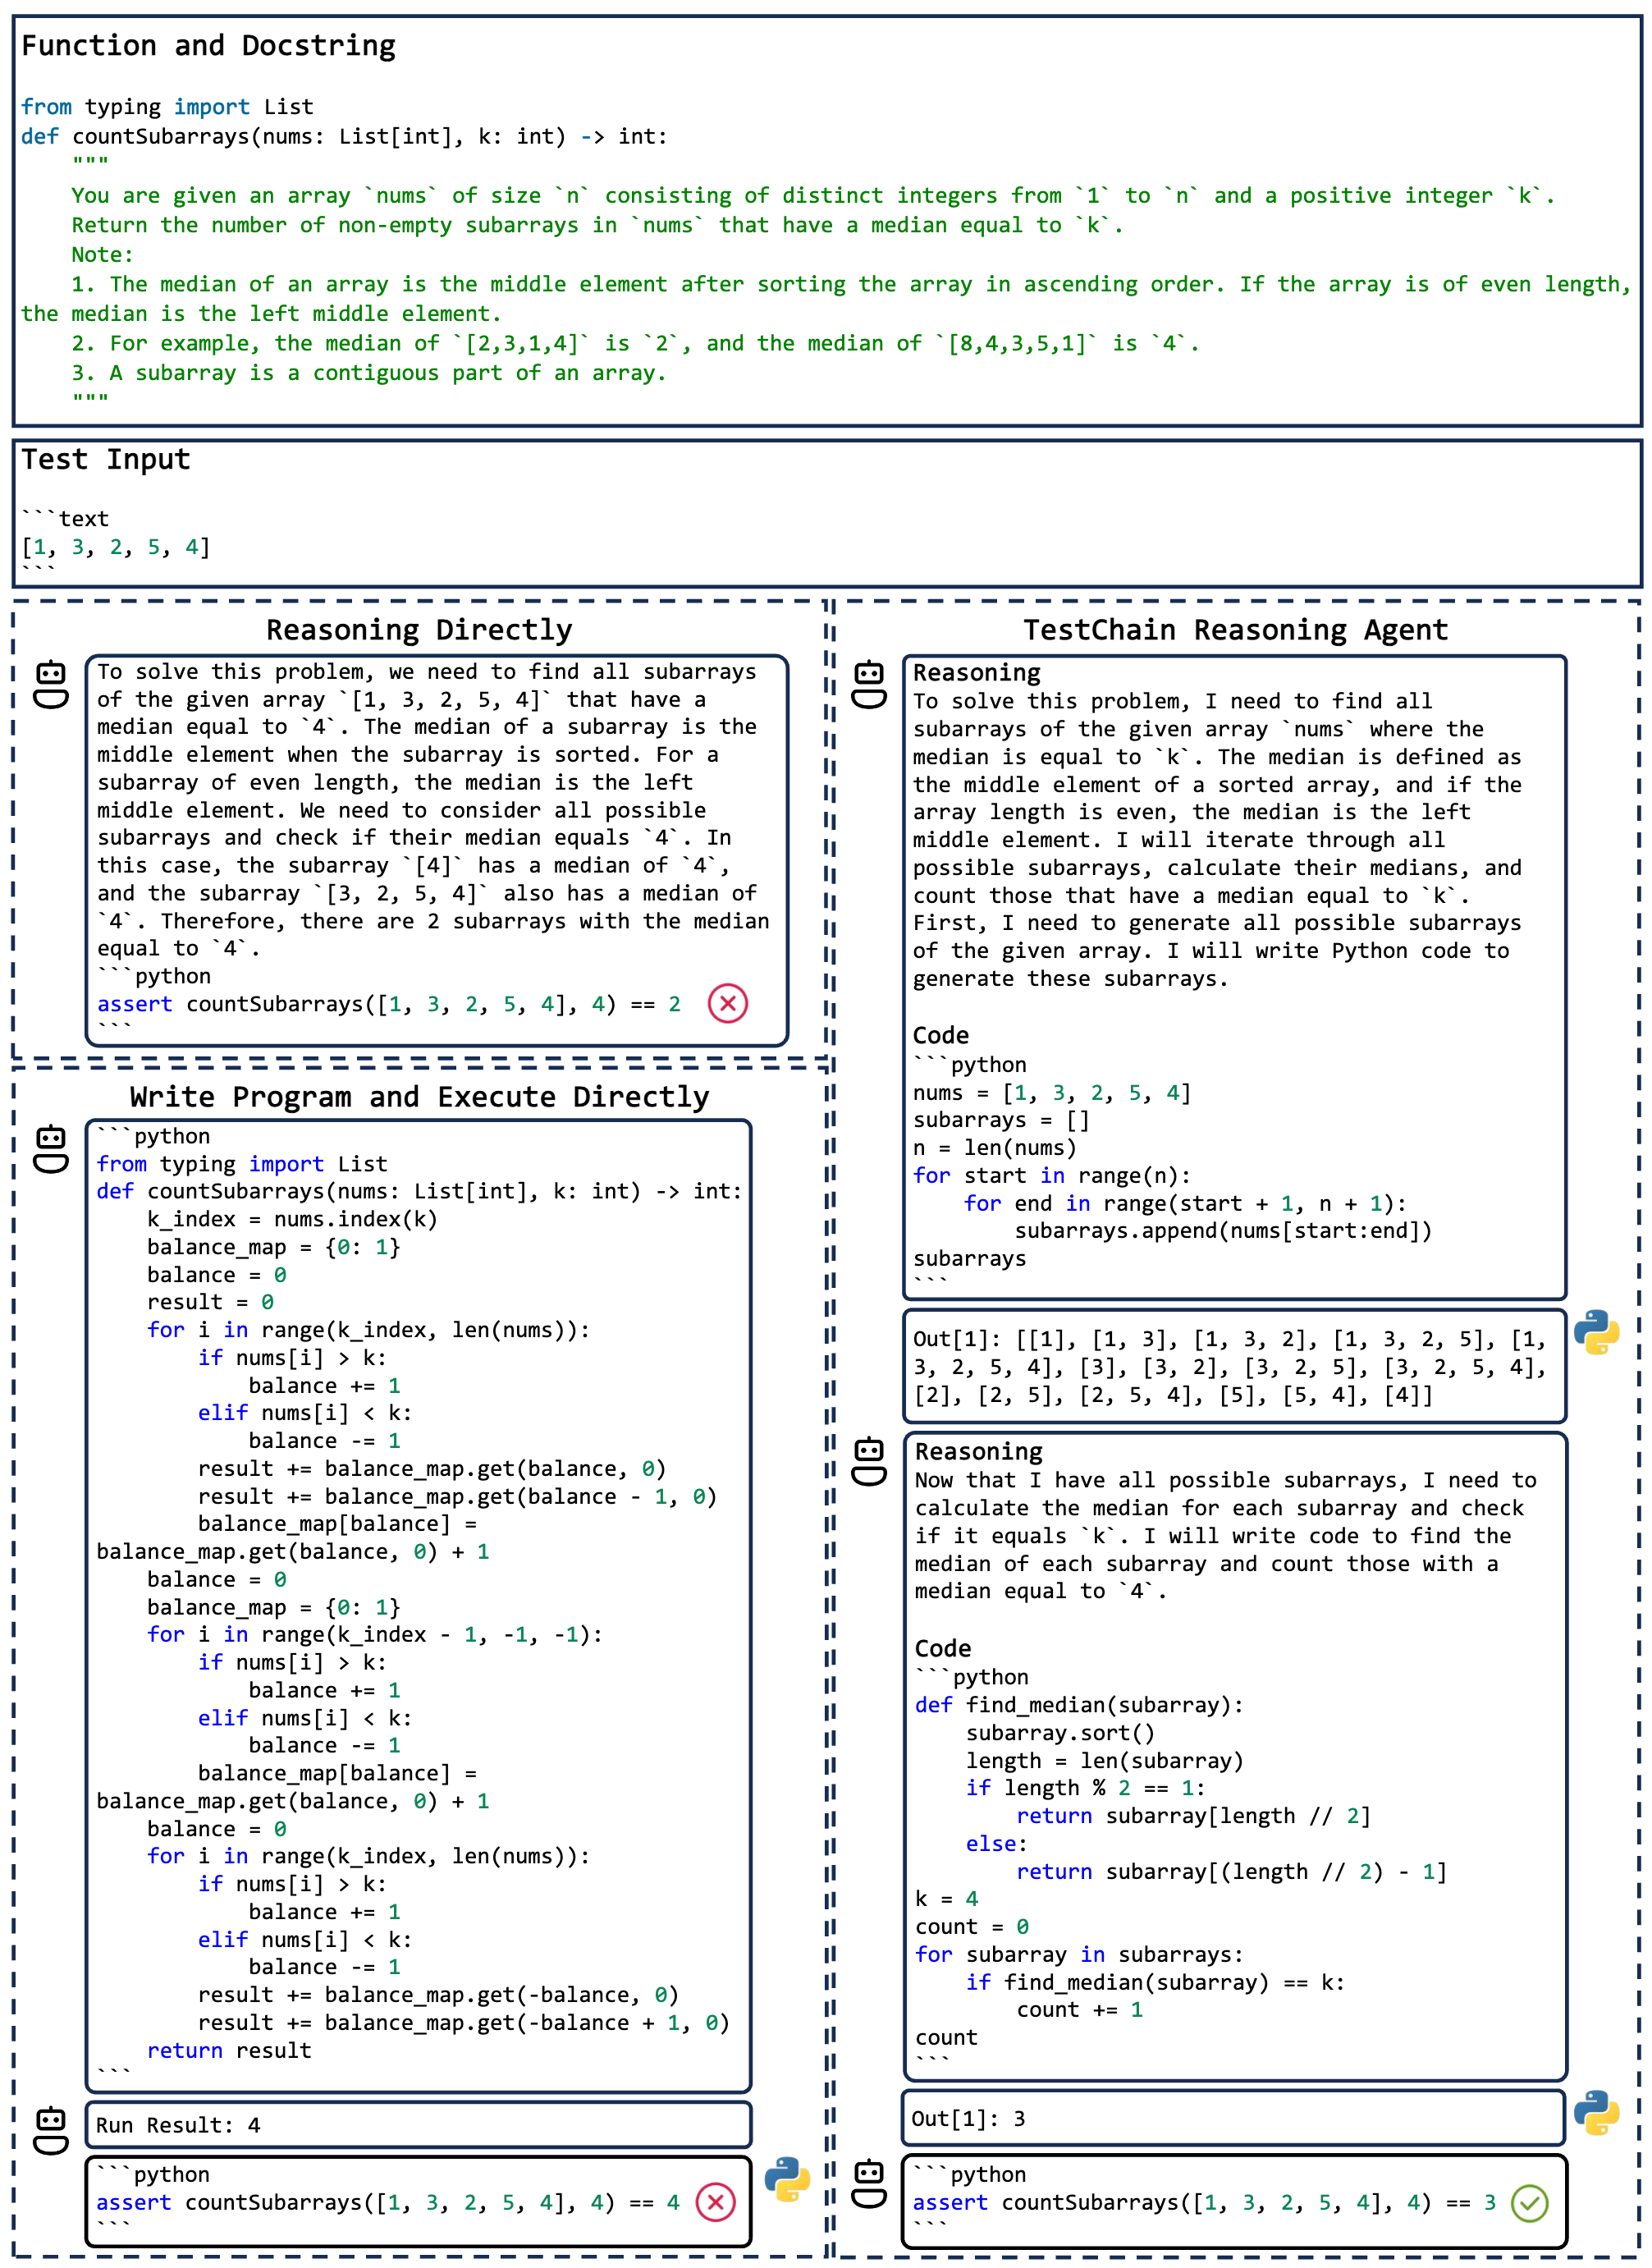 Function and Docstring
from typing import List
def countSubarrays(nums: List[int], k: int) -> int:
    """
    You are given an array `nums` of size `n` consisting of distinct integers from `1` to `n` and a positive integer `k`.
    Return the number of non-empty subarrays in `nums` that have a median equal to `k`.
    Note:
    1. The median of an array is the middle element after sorting the array in ascending order. If the array is of even length,
the median is the left middle element.
    2. For example, the median of `[2,3,1,4]` is `2`, and the median of `[8,4,3,5,1]` is `4`.
    3. A subarray is a contiguous part of an array.
    """
Test Input
```text
[1, 3, 2, 5, 4]
```
Reasoning Directly
To solve this problem, we need to find all subarrays
of the given array `[1, 3, 2, 5, 4]` that have a
median equal to `4`. The median of a subarray is the
middle element when the subarray is sorted. For a
subarray of even length, the median is the left
middle element. We need to consider all possible
subarrays and check if their median equals `4`. In
this case, the subarray `[4]` has a median of `4`,
and the subarray `[3, 2, 5, 4]` also has a median of
`4`. Therefore, there are 2 subarrays with the median
equal to `4`.
```python
assert countSubarrays([1, 3, 2, 5, 4], 4) == 2
```
Write Program and Execute Directly
```python
from typing import List
def countSubarrays(nums: List[int], k: int) -> int:
    k_index = nums.index(k)
    balance_map = {0: 1}
    balance = 0
    result = 0
    for i in range(k_index, len(nums)):
        if nums[i] > k:
            balance += 1
        elif nums[i] < k:
            balance -= 1
        result += balance_map.get(balance, 0)
        result += balance_map.get(balance - 1, 0)
        balance_map[balance] =
balance_map.get(balance, 0) + 1
    balance = 0
    balance_map = {0: 1}
    for i in range(k_index - 1, -1, -1):
        if nums[i] > k:
            balance += 1
        elif nums[i] < k:
            balance -= 1
        balance_map[balance] =
balance_map.get(balance, 0) + 1
    balance = 0
    for i in range(k_index, len(nums)):
        if nums[i] > k:
            balance += 1
        elif nums[i] < k:
            balance -= 1
        result += balance_map.get(-balance, 0)
        result += balance_map.get(-balance + 1, 0)
    return result
```
Run Result: 4
```python
assert countSubarrays([1, 3, 2, 5, 4], 4) == 4
```
TestChain Reasoning Agent
Reasoning
To solve this problem, I need to find all
subarrays of the given array `nums` where the
median is equal to `k`. The median is defined as
the middle element of a sorted array, and if the
array length is even, the median is the left
middle element. I will iterate through all
possible subarrays, calculate their medians, and
count those that have a median equal to `k`.
First, I need to generate all possible subarrays
of the given array. I will write Python code to
generate these subarrays.
Code
```python
nums = [1, 3, 2, 5, 4]
subarrays = []
n = len(nums)
for start in range(n):
    for end in range(start + 1, n + 1):
        subarrays.append(nums[start:end])
subarrays
```
Out[1]: [[1], [1, 3], [1, 3, 2], [1, 3, 2, 5], [1,
3, 2, 5, 4], [3], [3, 2], [3, 2, 5], [3, 2, 5, 4],
[2], [2, 5], [2, 5, 4], [5], [5, 4], [4]]
Reasoning
Now that I have all possible subarrays, I need to
calculate the median for each subarray and check
if it equals `k`. I will write code to find the
median of each subarray and count those with a
median equal to `4`.
Code
```python
def find_median(subarray):
    subarray.sort()
    length = len(subarray)
    if length % 2 == 1:
        return subarray[length // 2]
    else:
        return subarray[(length // 2) - 1]
k = 4
count = 0
for subarray in subarrays:
    if find_median(subarray) == k:
        count += 1
count
```
Out[1]: 3
```python
assert countSubarrays([1, 3, 2, 5, 4], 4) == 3
```